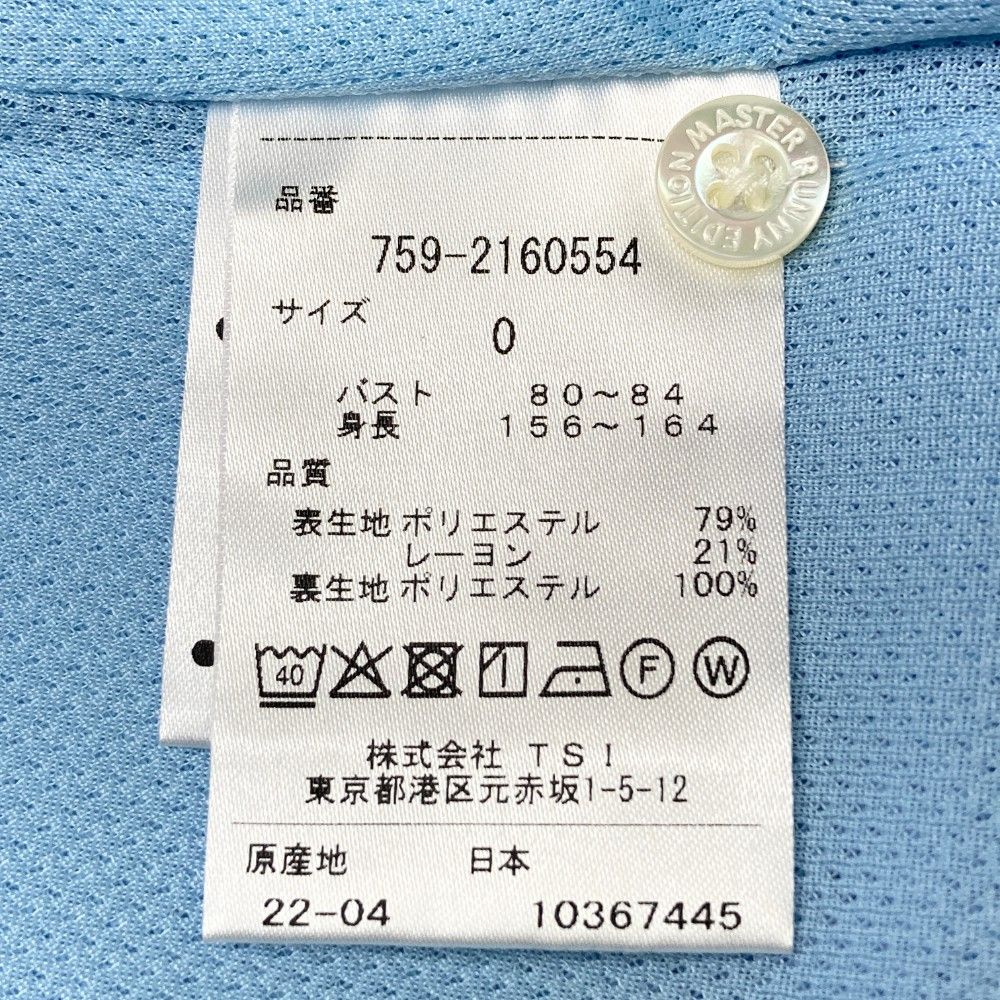 MASTER BUNNY EDITION
品番
759-2160554
サイズ
0
バスト 80～84
身長 156～164
品質
表生地 ポリエステル 79%
レーヨン 21%
裏生地 ポリエステル 100%
40 F W
株式会社 TSI
東京都港区元赤坂1-5-12
原産地 日本
22-04 10367445